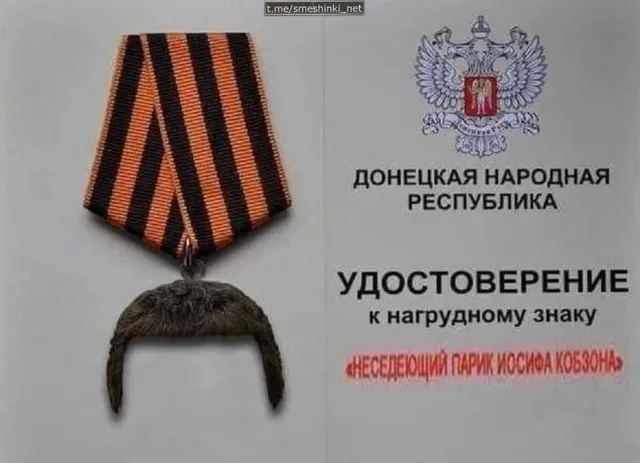 t.me/smeshinki_net
ДОНЕЦКАЯ НАРОДНАЯ
РЕСПУБЛИКА
УДОСТОВЕРЕНИЕ
к нагрудному знаку
«НЕСЕДЕЮЩИЙ ПАРИК ИОСИФА КОБЗОНА»